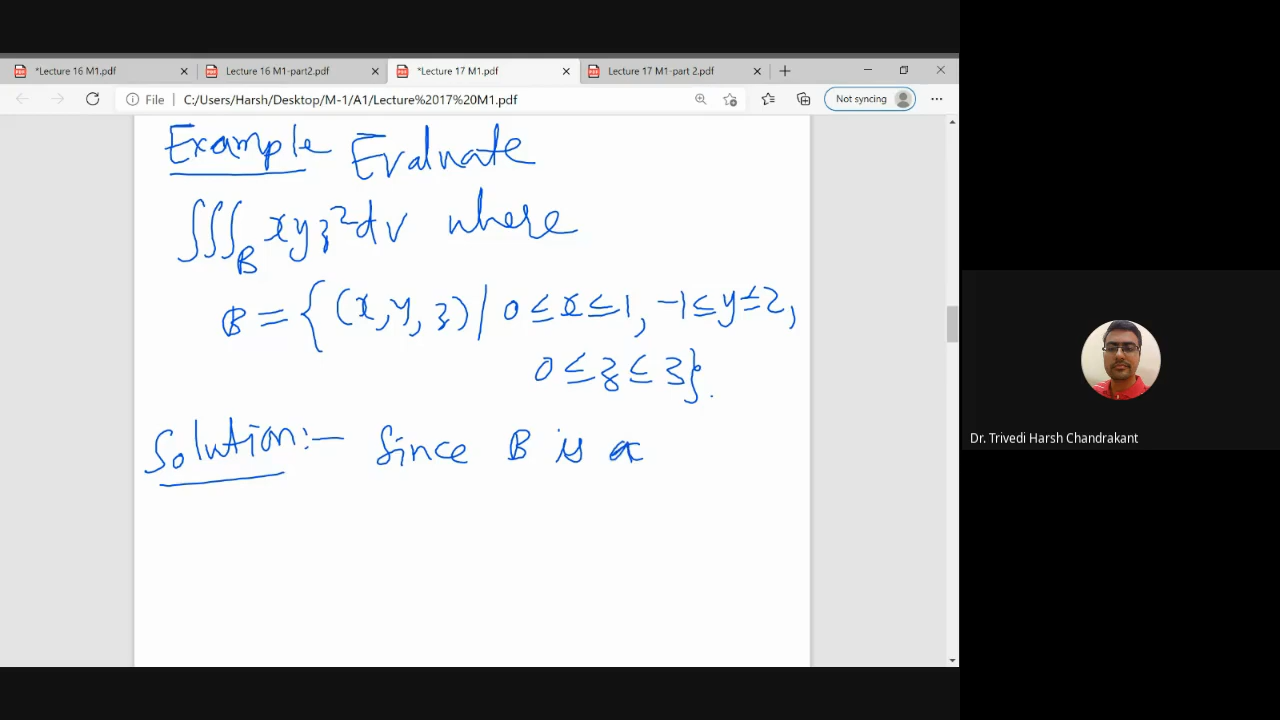 *Lecture 16 M1.pdf
Lecture 16 M1-part2.pdf
*Lecture 17 M1.pdf
Lecture 17 M1-part 2.pdf
File
C:/Users/Harsh/Desktop/M-1/A1/Lecture%2017%20M1.pdf
Not syncing
Example Evaluate
∭_B xyz² dv where
B = {(x, y, z) | 0 ≤ x ≤ 1, -1 ≤ y ≤ 2,
0 ≤ z ≤ 3}.
Solution:- Since B is a
Dr. Trivedi Harsh Chandrakant